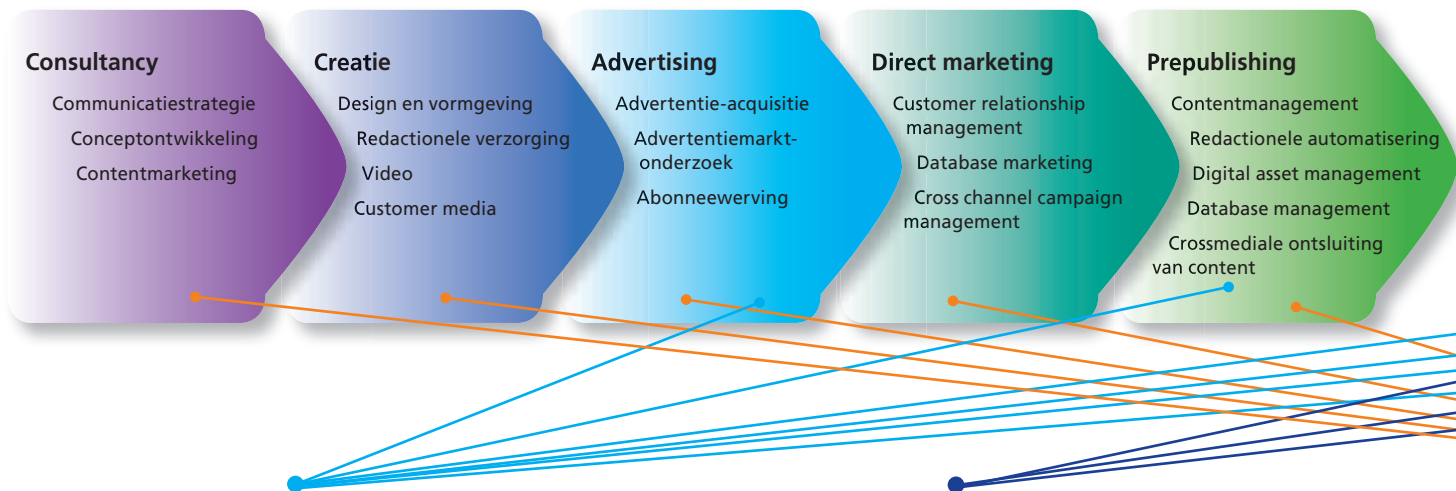 Consultancy
Communicatiestrategie
Conceptontwikkeling
Contentmarketing
Creatie
Design en vormgeving
Redactionele verzorging
Video
Customer media
Advertising
Advertentie-acquisitie
Advertentiemarkt-
onderzoek
Abonneewerving
Direct marketing
Customer relationship
management
Database marketing
Cross channel campaign
management
Prepublishing
Contentmanagement
Redactionele automatisering
Digital asset management
Database management
Crossmediale ontsluiting
van content